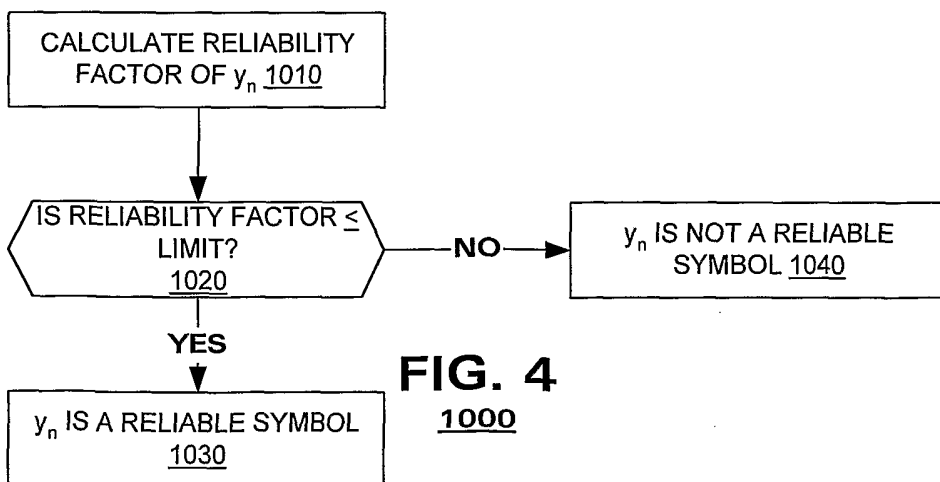 CALCULATE RELIABILITY
FACTOR OF yn 1010
IS RELIABILITY FACTOR ≤
LIMIT?
1020
NO
yn IS NOT A RELIABLE
SYMBOL 1040
YES
yn IS A RELIABLE SYMBOL
1030
FIG. 4
1000